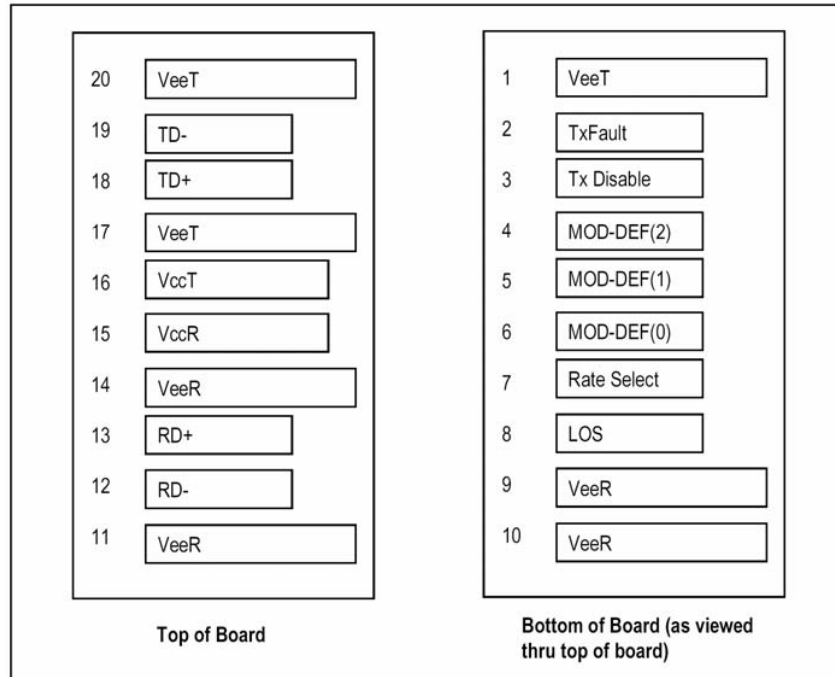 20 VeeT
19 TD-
18 TD+
17 VeeT
16 VccT
15 VccR
14 VeeR
13 RD+
12 RD-
11 VeeR
Top of Board
1 VeeT
2 TxFault
3 Tx Disable
4 MOD-DEF(2)
5 MOD-DEF(1)
6 MOD-DEF(0)
7 Rate Select
8 LOS
9 VeeR
10 VeeR
Bottom of Board (as viewed
thru top of board)